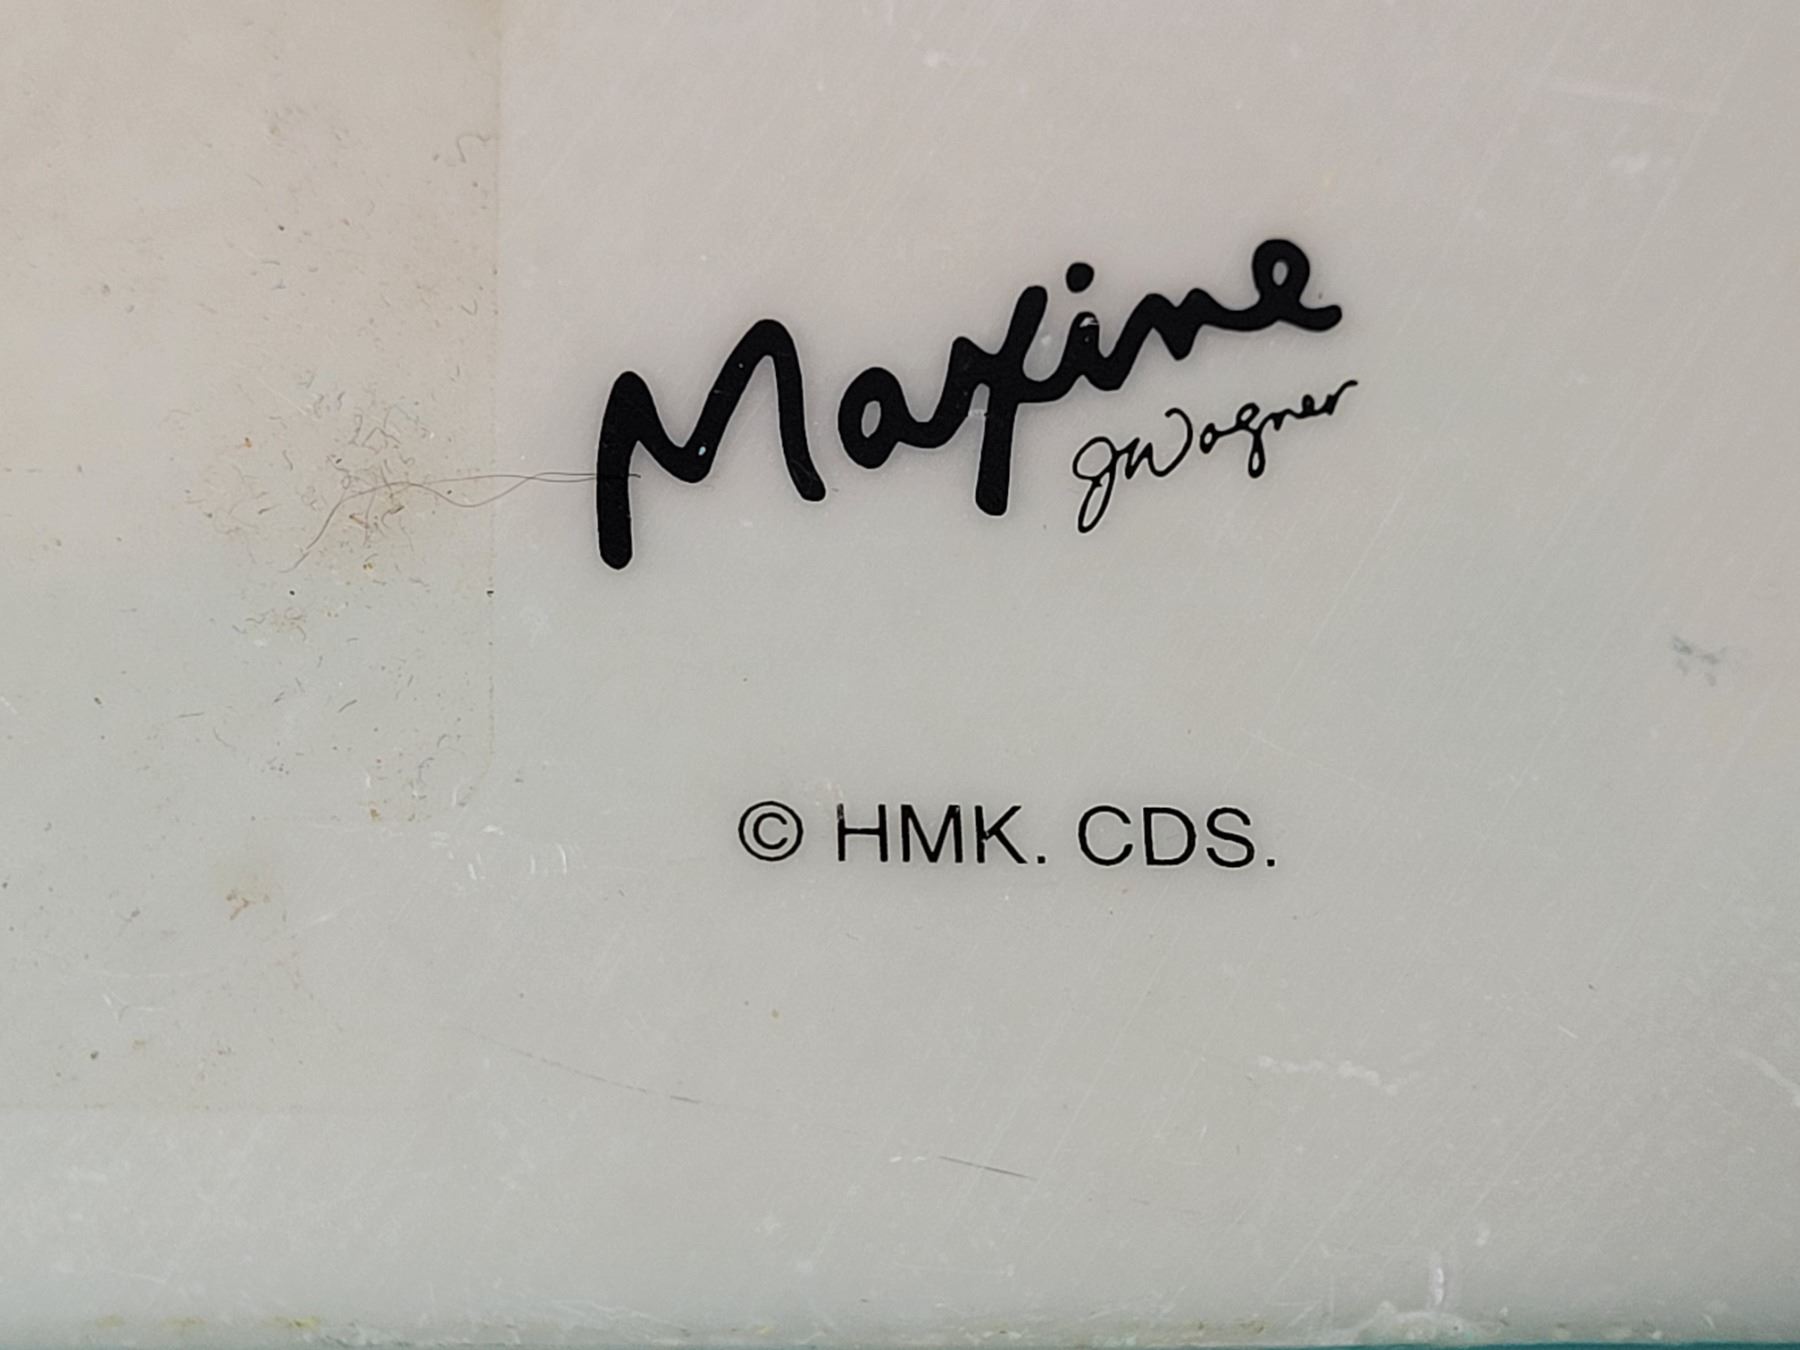 Maxine
JWagner
© HMK. CDS.